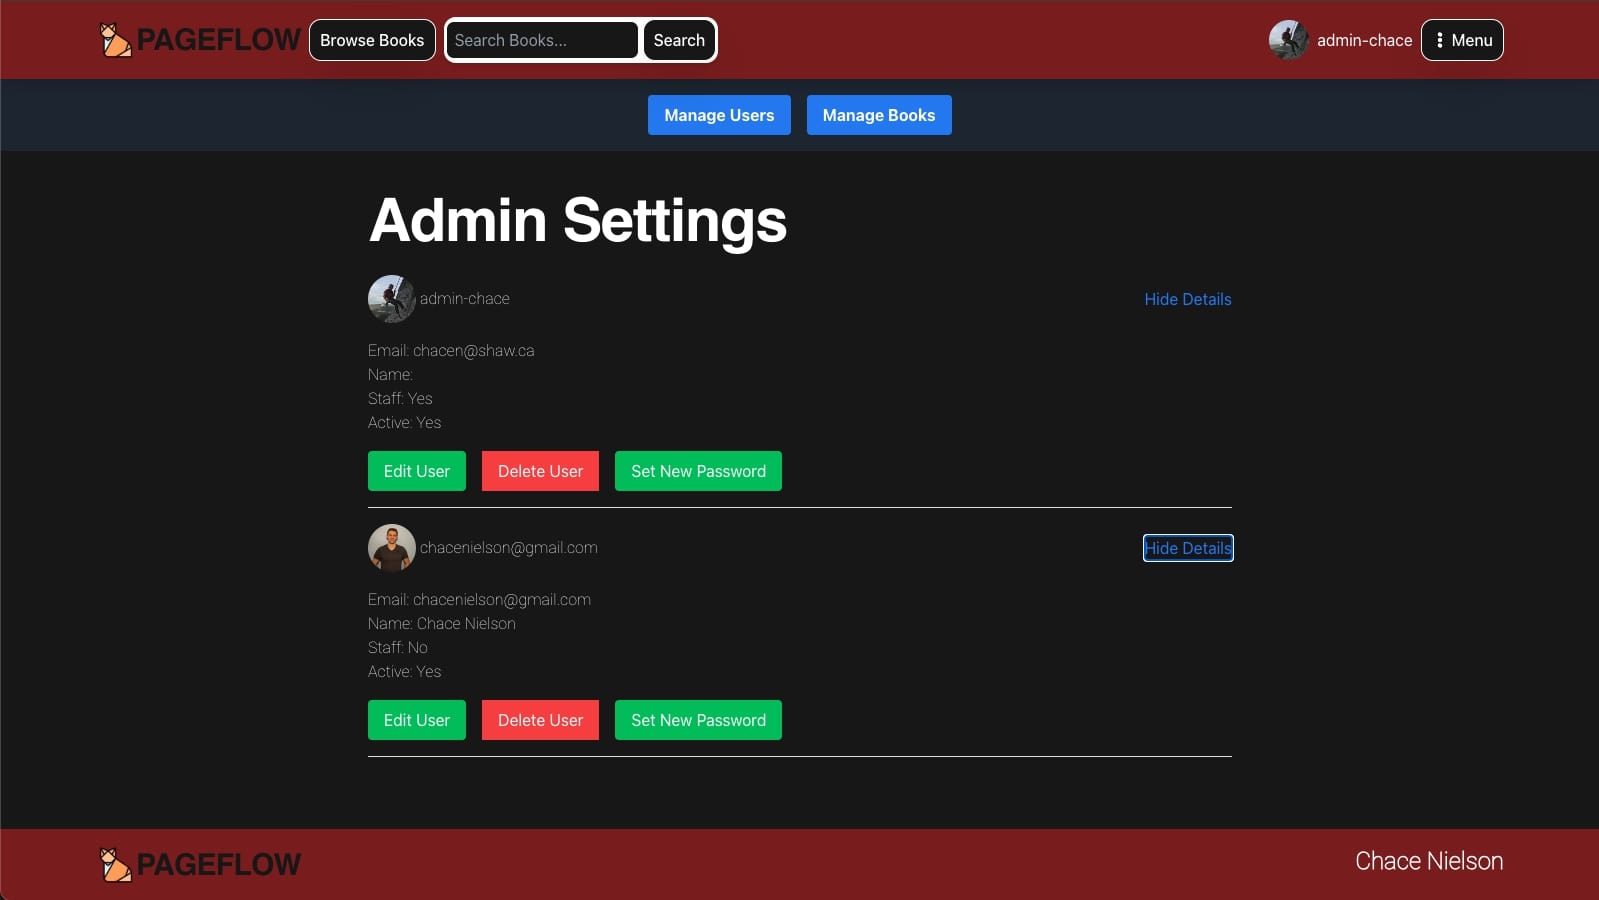 PAGEFLOW Browse Books Search Books... Search admin-chace Menu
Manage Users Manage Books
Admin Settings
admin-chace Hide Details
Email: chacen@shaw.ca
Name:
Staff: Yes
Active: Yes
Edit User Delete User Set New Password
chacenielson@gmail.com Hide Details
Email: chacenielson@gmail.com
Name: Chace Nielson
Staff: No
Active: Yes
Edit User Delete User Set New Password
PAGEFLOW Chace Nielson